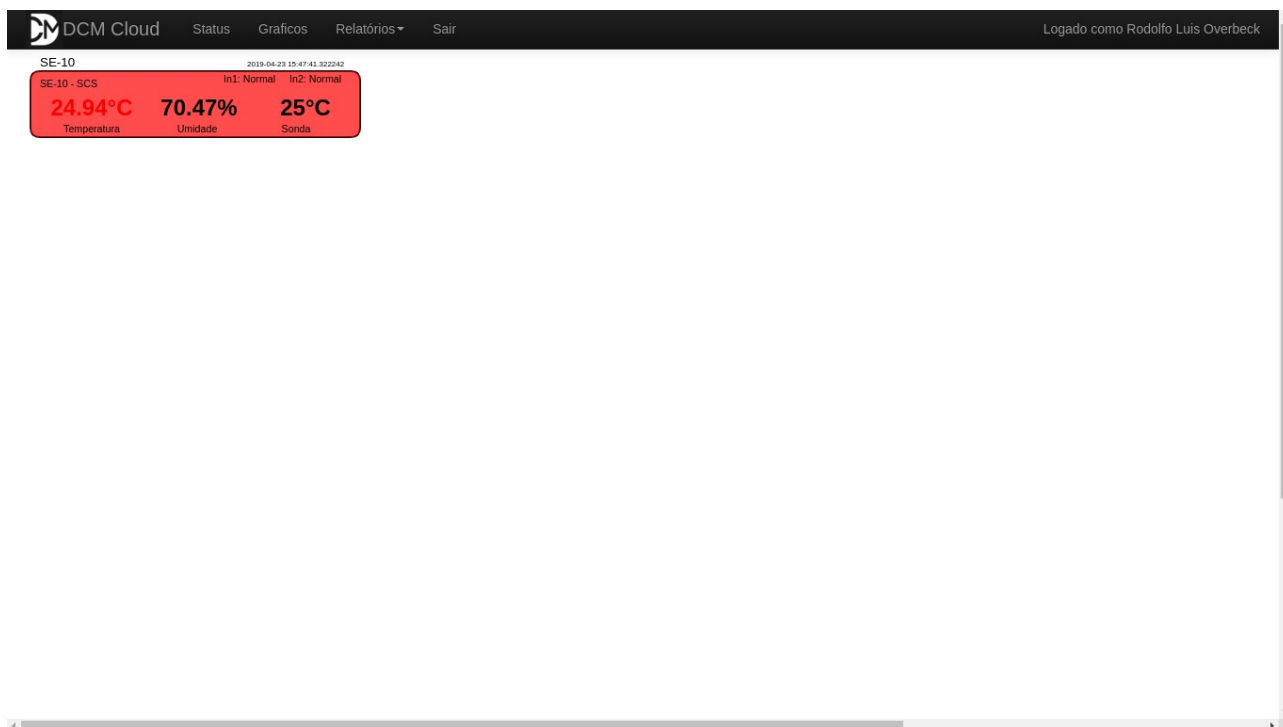 DCM Cloud Status Graficos Relatórios Sair Logado como Rodolfo Luis Overbeck
SE-10 2019-04-23 15:47:41.322242
SE-10 - SCS In1: Normal In2: Normal
24.94°C 70.47% 25°C
Temperatura Umidade Sonda